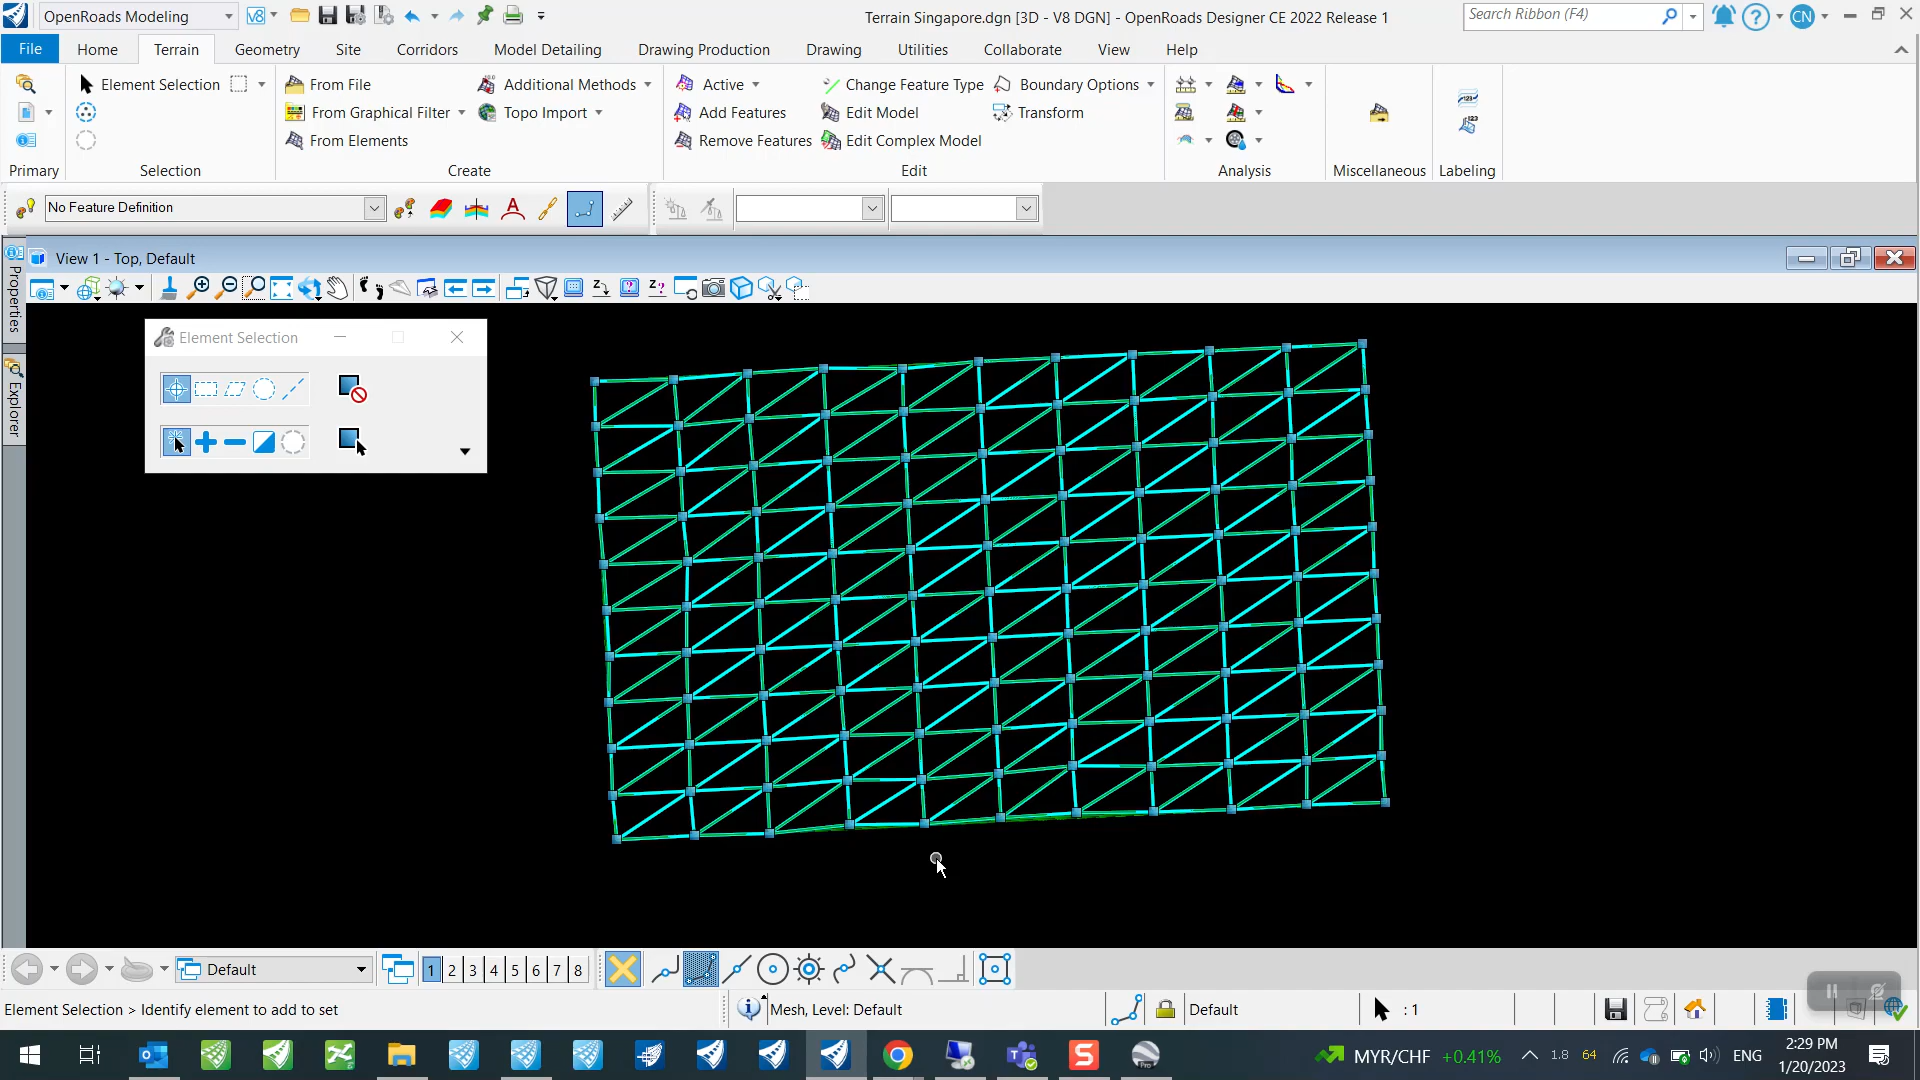 OpenRoads Modeling
Terrain Singapore.dgn [3D - V8 DGN] - OpenRoads Designer CE 2022 Release 1
Search Ribbon (F4)
CN
File Home Terrain Geometry Site Corridors Model Detailing Drawing Production Drawing Utilities Collaborate View Help
Element Selection From File Additional Methods Active Change Feature Type Boundary Options
From Graphical Filter Topo Import Add Features Edit Model Transform
From Elements Remove Features Edit Complex Model
Primary Selection Create Edit Analysis Miscellaneous Labeling
No Feature Definition
View 1 - Top, Default
Properties
Explorer
Element Selection
Default 1 2 3 4 5 6 7 8
Element Selection > Identify element to add to set
Mesh, Level: Default
Default
: 1
MYR/CHF +0.41%
1.8 64 ENG
2:29 PM
1/20/2023